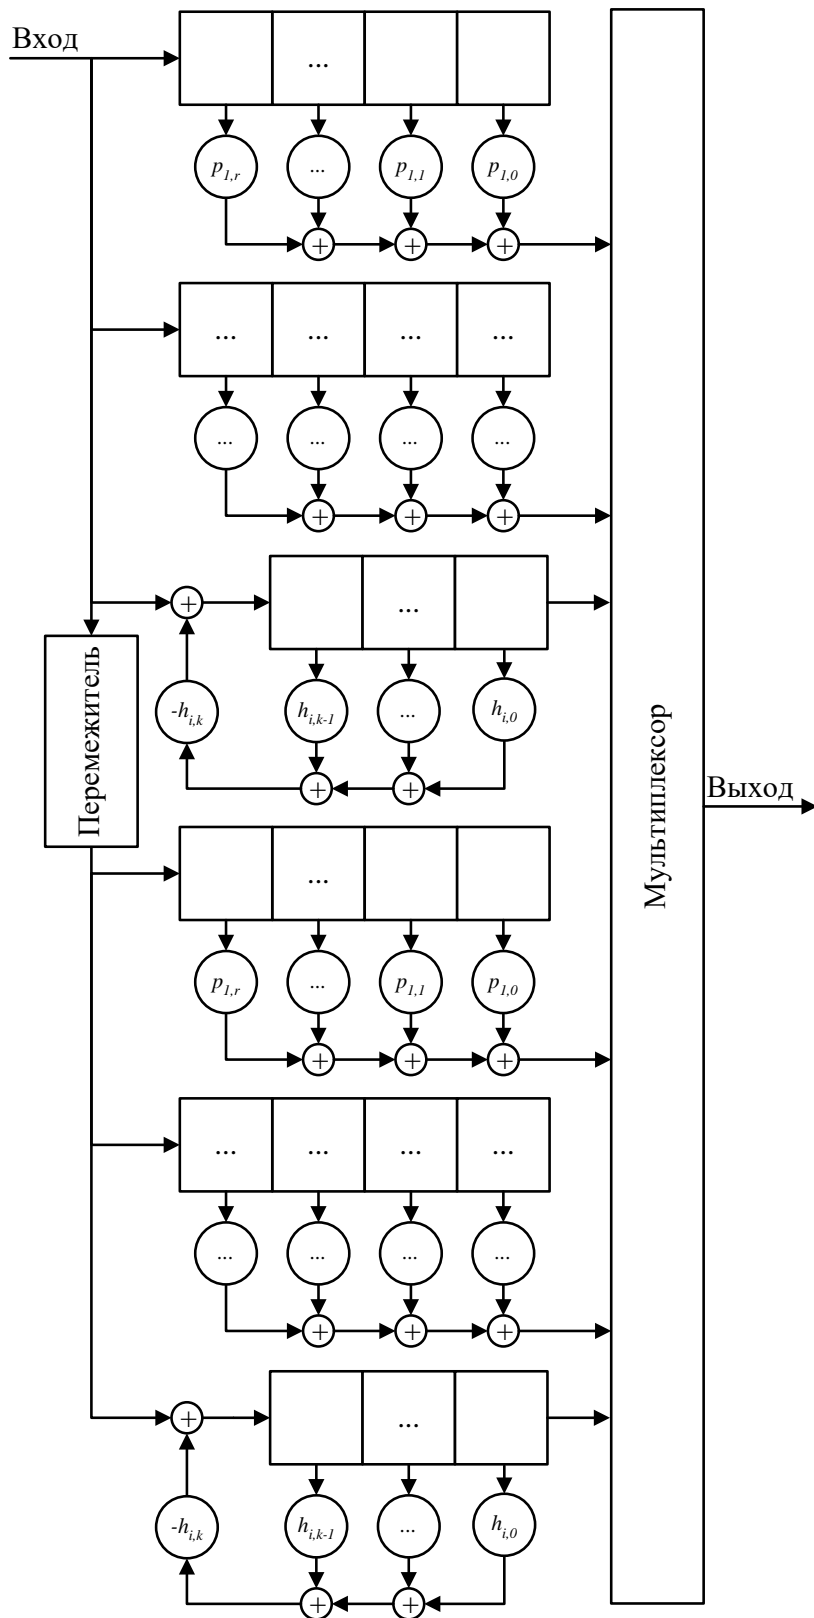 Вход
...
p1,r
...
p1,1
p1,0
+
+
+
... ... ... ...
... ... ... ...
+
+
+
+
...
Перемежитель
-hi,k
hi,k-1
...
hi,0
+
+
Мультиплексор
Выход
...
p1,r
...
p1,1
p1,0
+
+
+
... ... ... ...
... ... ... ...
+
+
+
+
...
-hi,k
hi,k-1
...
hi,0
+
+